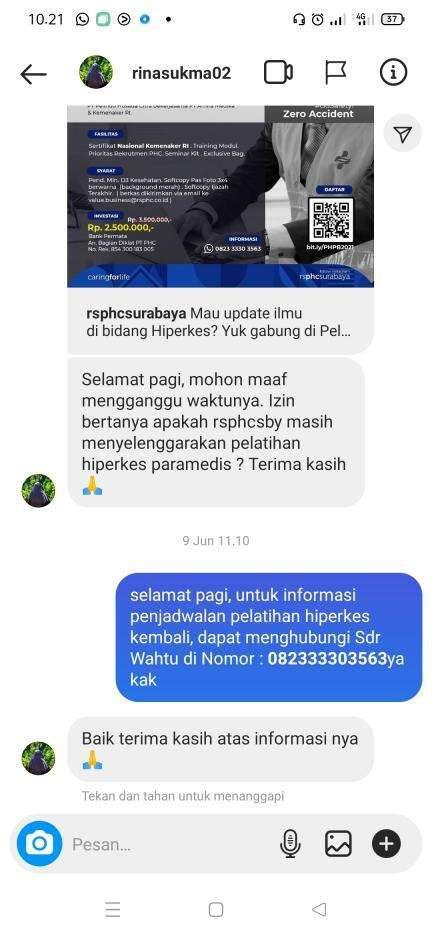 10.21
4G
37
rinasukma02
& Kemenaker RI.
Zero Accident
FASILITAS
Sertifikat Nasional Kemenaker RI . Training Modul.
Prioritas Rekrutmen PHC. Seminar Kit . Exclusive Bag.
SYARAT
Pend. Min. D3 Kesehatan. Softcopy Pas Foto 3x4
berwarna (background merah) . Softcopy Ijazah
Terakhir. ( berkas dikirimkan via email ke
value.business@rsphc.co.id )
DAFTAR
INVESTASI
Rp. 3.500.000,-
Rp. 2.500.000,-
Bank Permata
An. Bagian Diklat PT PHC
No. Rek. 854 300 183 005
INFORMASI
0823 3330 3563
bit.ly/PHPB2021
caringforlife
rsphcsurabaya
rsphcsurabaya Mau update ilmu
di bidang Hiperkes? Yuk gabung di Pel...
Selamat pagi, mohon maaf
mengganggu waktunya. Izin
bertanya apakah rsphcsby masih
menyelenggarakan pelatihan
hiperkes paramedis ? Terima kasih
🙏
9 Jun 11.10
selamat pagi, untuk informasi
penjadwalan pelatihan hiperkes
kembali, dapat menghubungi Sdr
Wahtu di Nomor : 082333303563ya
kak
Baik terima kasih atas informasi nya
🙏
Tekan dan tahan untuk menanggapi
Pesan...